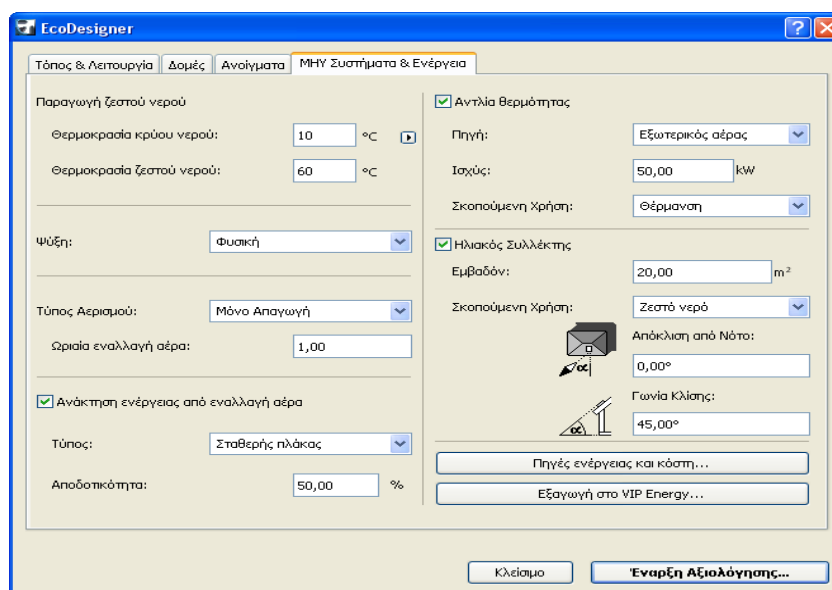 EcoDesigner
Τόπος & Λειτουργία
Δομές
Ανοίγματα
ΜΗΥ Συστήματα & Ενέργεια
Παραγωγή ζεστού νερού
Θερμοκρασία κρύου νερού: 10 °C
Θερμοκρασία ζεστού νερού: 60 °C
Ψύξη: Φυσική
Τύπος Αερισμού: Μόνο Απαγωγή
Ωριαία εναλλαγή αέρα: 1,00
Ανάκτηση ενέργειας από εναλλαγή αέρα
Τύπος: Σταθερής πλάκας
Αποδοτικότητα: 50,00 %
Αντλία θερμότητας
Πηγή: Εξωτερικός αέρας
Ισχύς: 50,00 kW
Σκοπούμενη Χρήση: Θέρμανση
Ηλιακός Συλλέκτης
Εμβαδόν: 20,00 m²
Σκοπούμενη Χρήση: Ζεστό νερό
Απόκλιση από Νότο:
α 0,00°
Γωνία Κλίσης:
α 45,00°
Πηγές ενέργειας και κόστη...
Εξαγωγή στο VIP Energy...
Κλείσιμο
Έναρξη Αξιολόγησης...